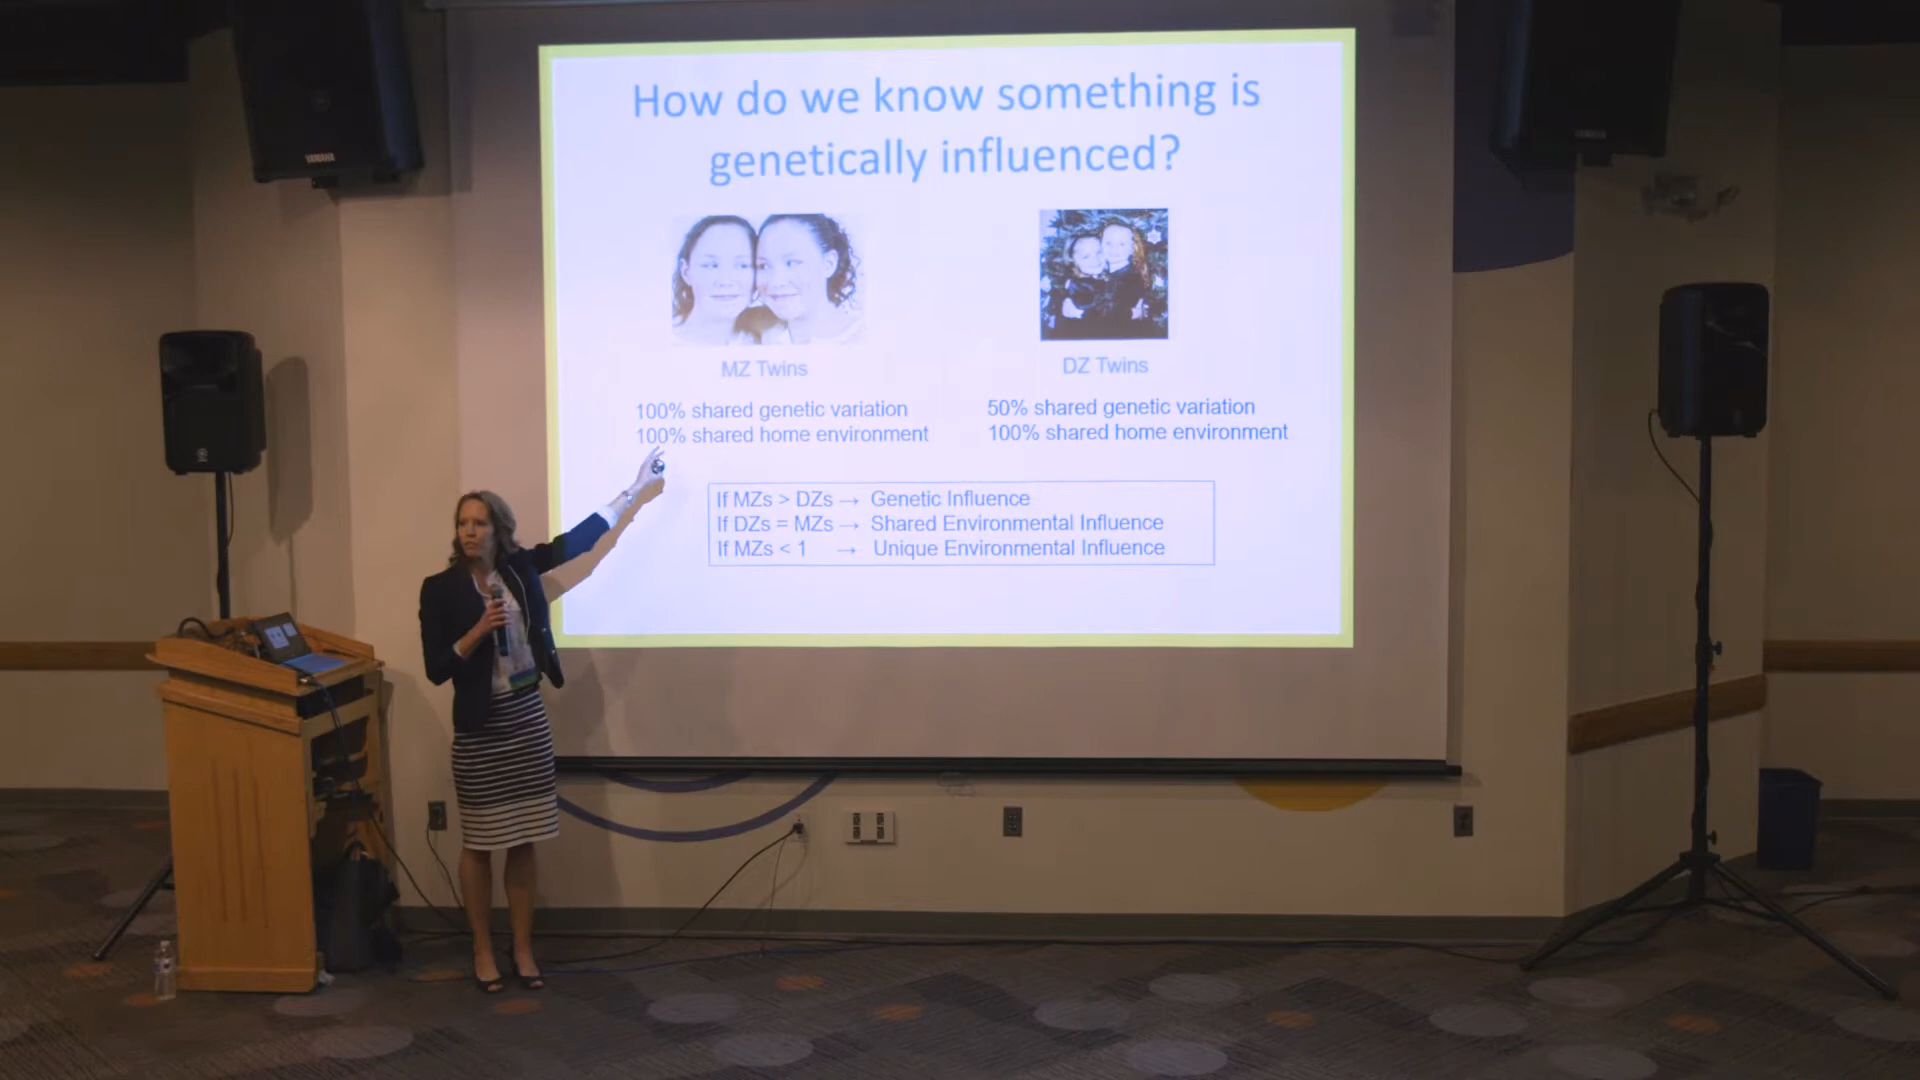 YAMAHA
YAMAHA
How do we know something is
genetically influenced?
MZ Twins
DZ Twins
100% shared genetic variation
100% shared home environment
50% shared genetic variation
100% shared home environment
If MZs > DZs → Genetic Influence
If DZs = MZs → Shared Environmental Influence
If MZs < 1 → Unique Environmental Influence